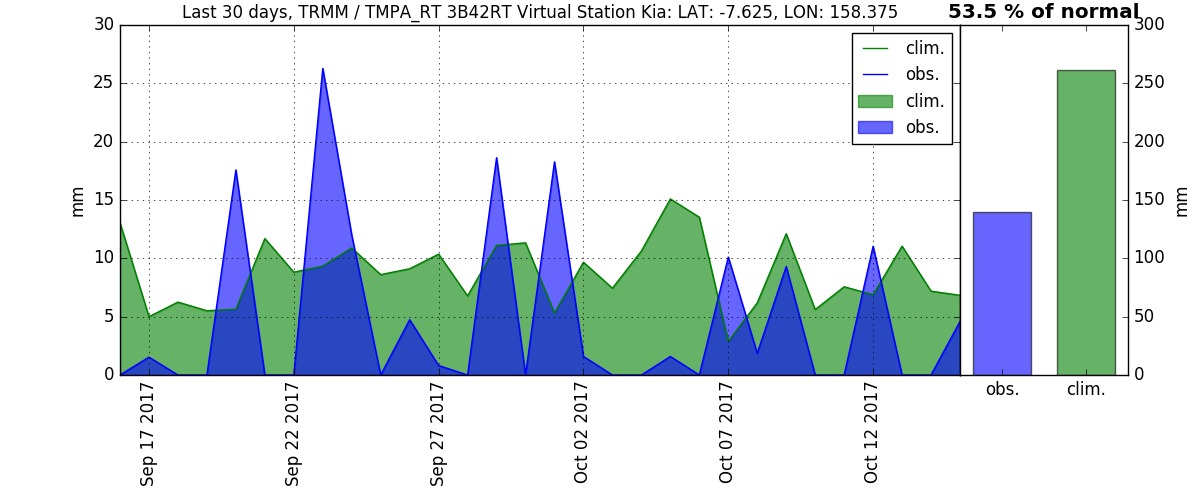 Last 30 days, TRMM / TMPA_RT 3B42RT Virtual Station Kia: LAT: -7.625, LON: 158.375
53.5 % of normal
30
25
20
15
10
5
0
mm
clim.
obs.
clim.
obs.
Sep 17 2017
Sep 22 2017
Sep 27 2017
Oct 02 2017
Oct 07 2017
Oct 12 2017
300
250
200
150
100
50
0
mm
obs.
clim.